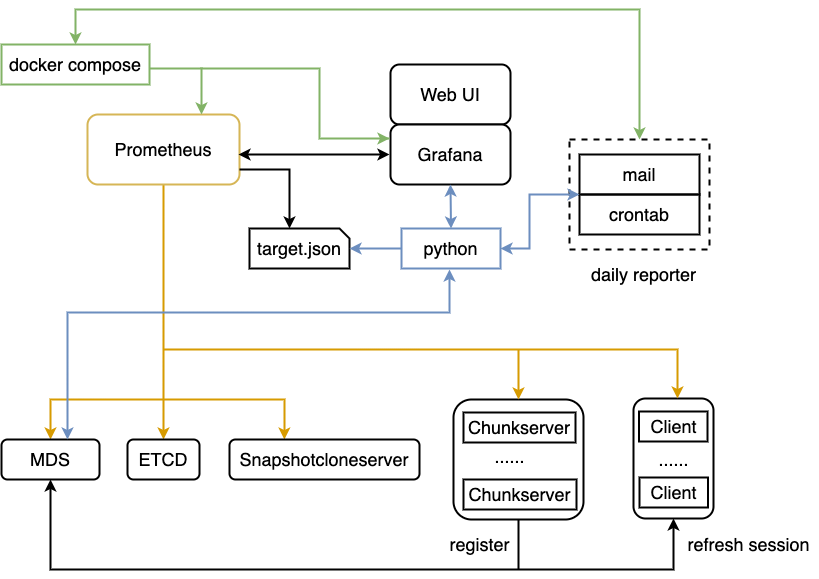 docker compose
Web UI
Prometheus
Grafana
mail
crontab
target.json
python
daily reporter
MDS
ETCD
Snapshotcloneserver
Chunkserver
......
Chunkserver
Client
......
Client
register
refresh session